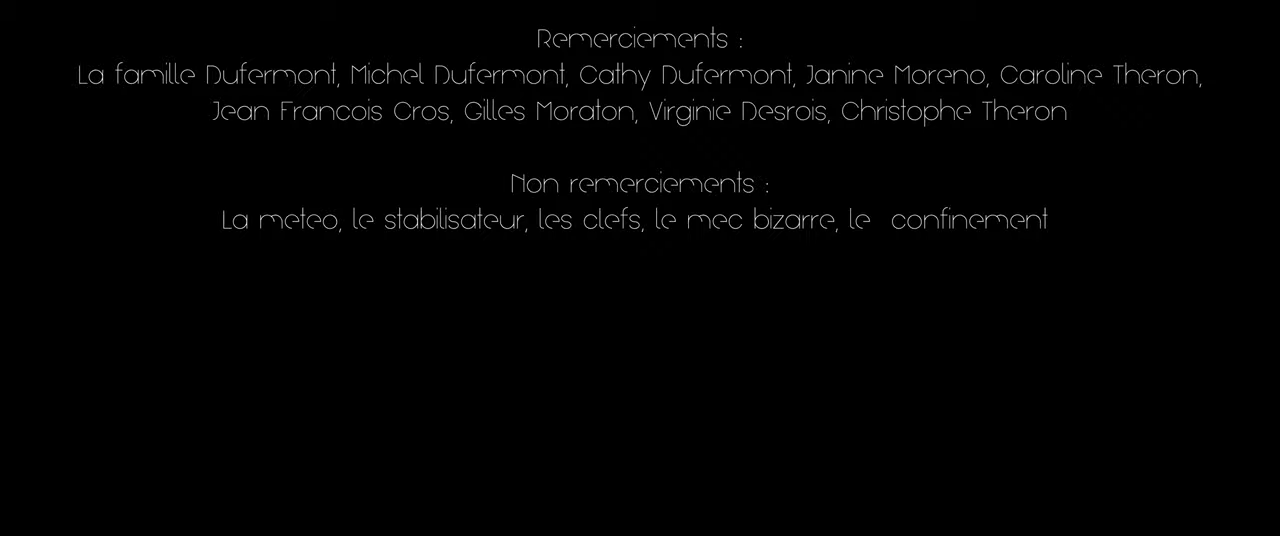 Remerciements :
La famille Dufermont, Michel Dufermont, Cathy Dufermont, Janine Moreno, Caroline Theron,
Jean Francois Cros, Gilles Moraton, Virginie Desrois, Christophe Theron
Non remerciements :
La meteo, le stabilisateur, les clefs, le mec bizarre, le confinement